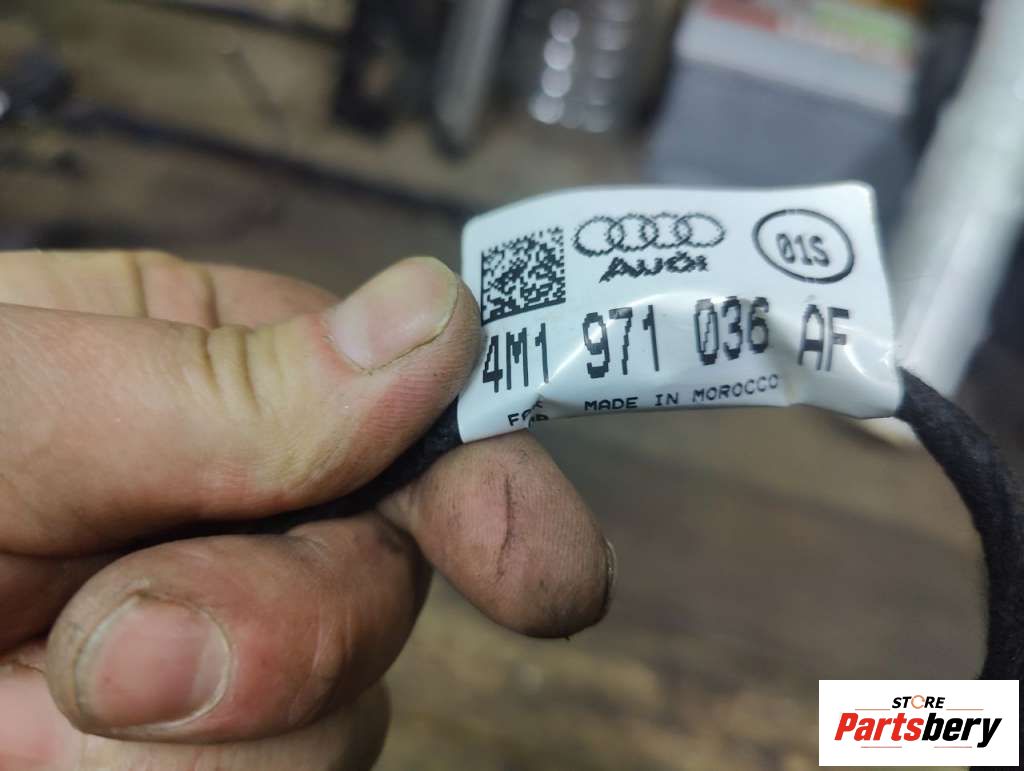 AUDI
01S
4M1 971 036 AF
MADE IN MOROCCO
STORE
Partsbery